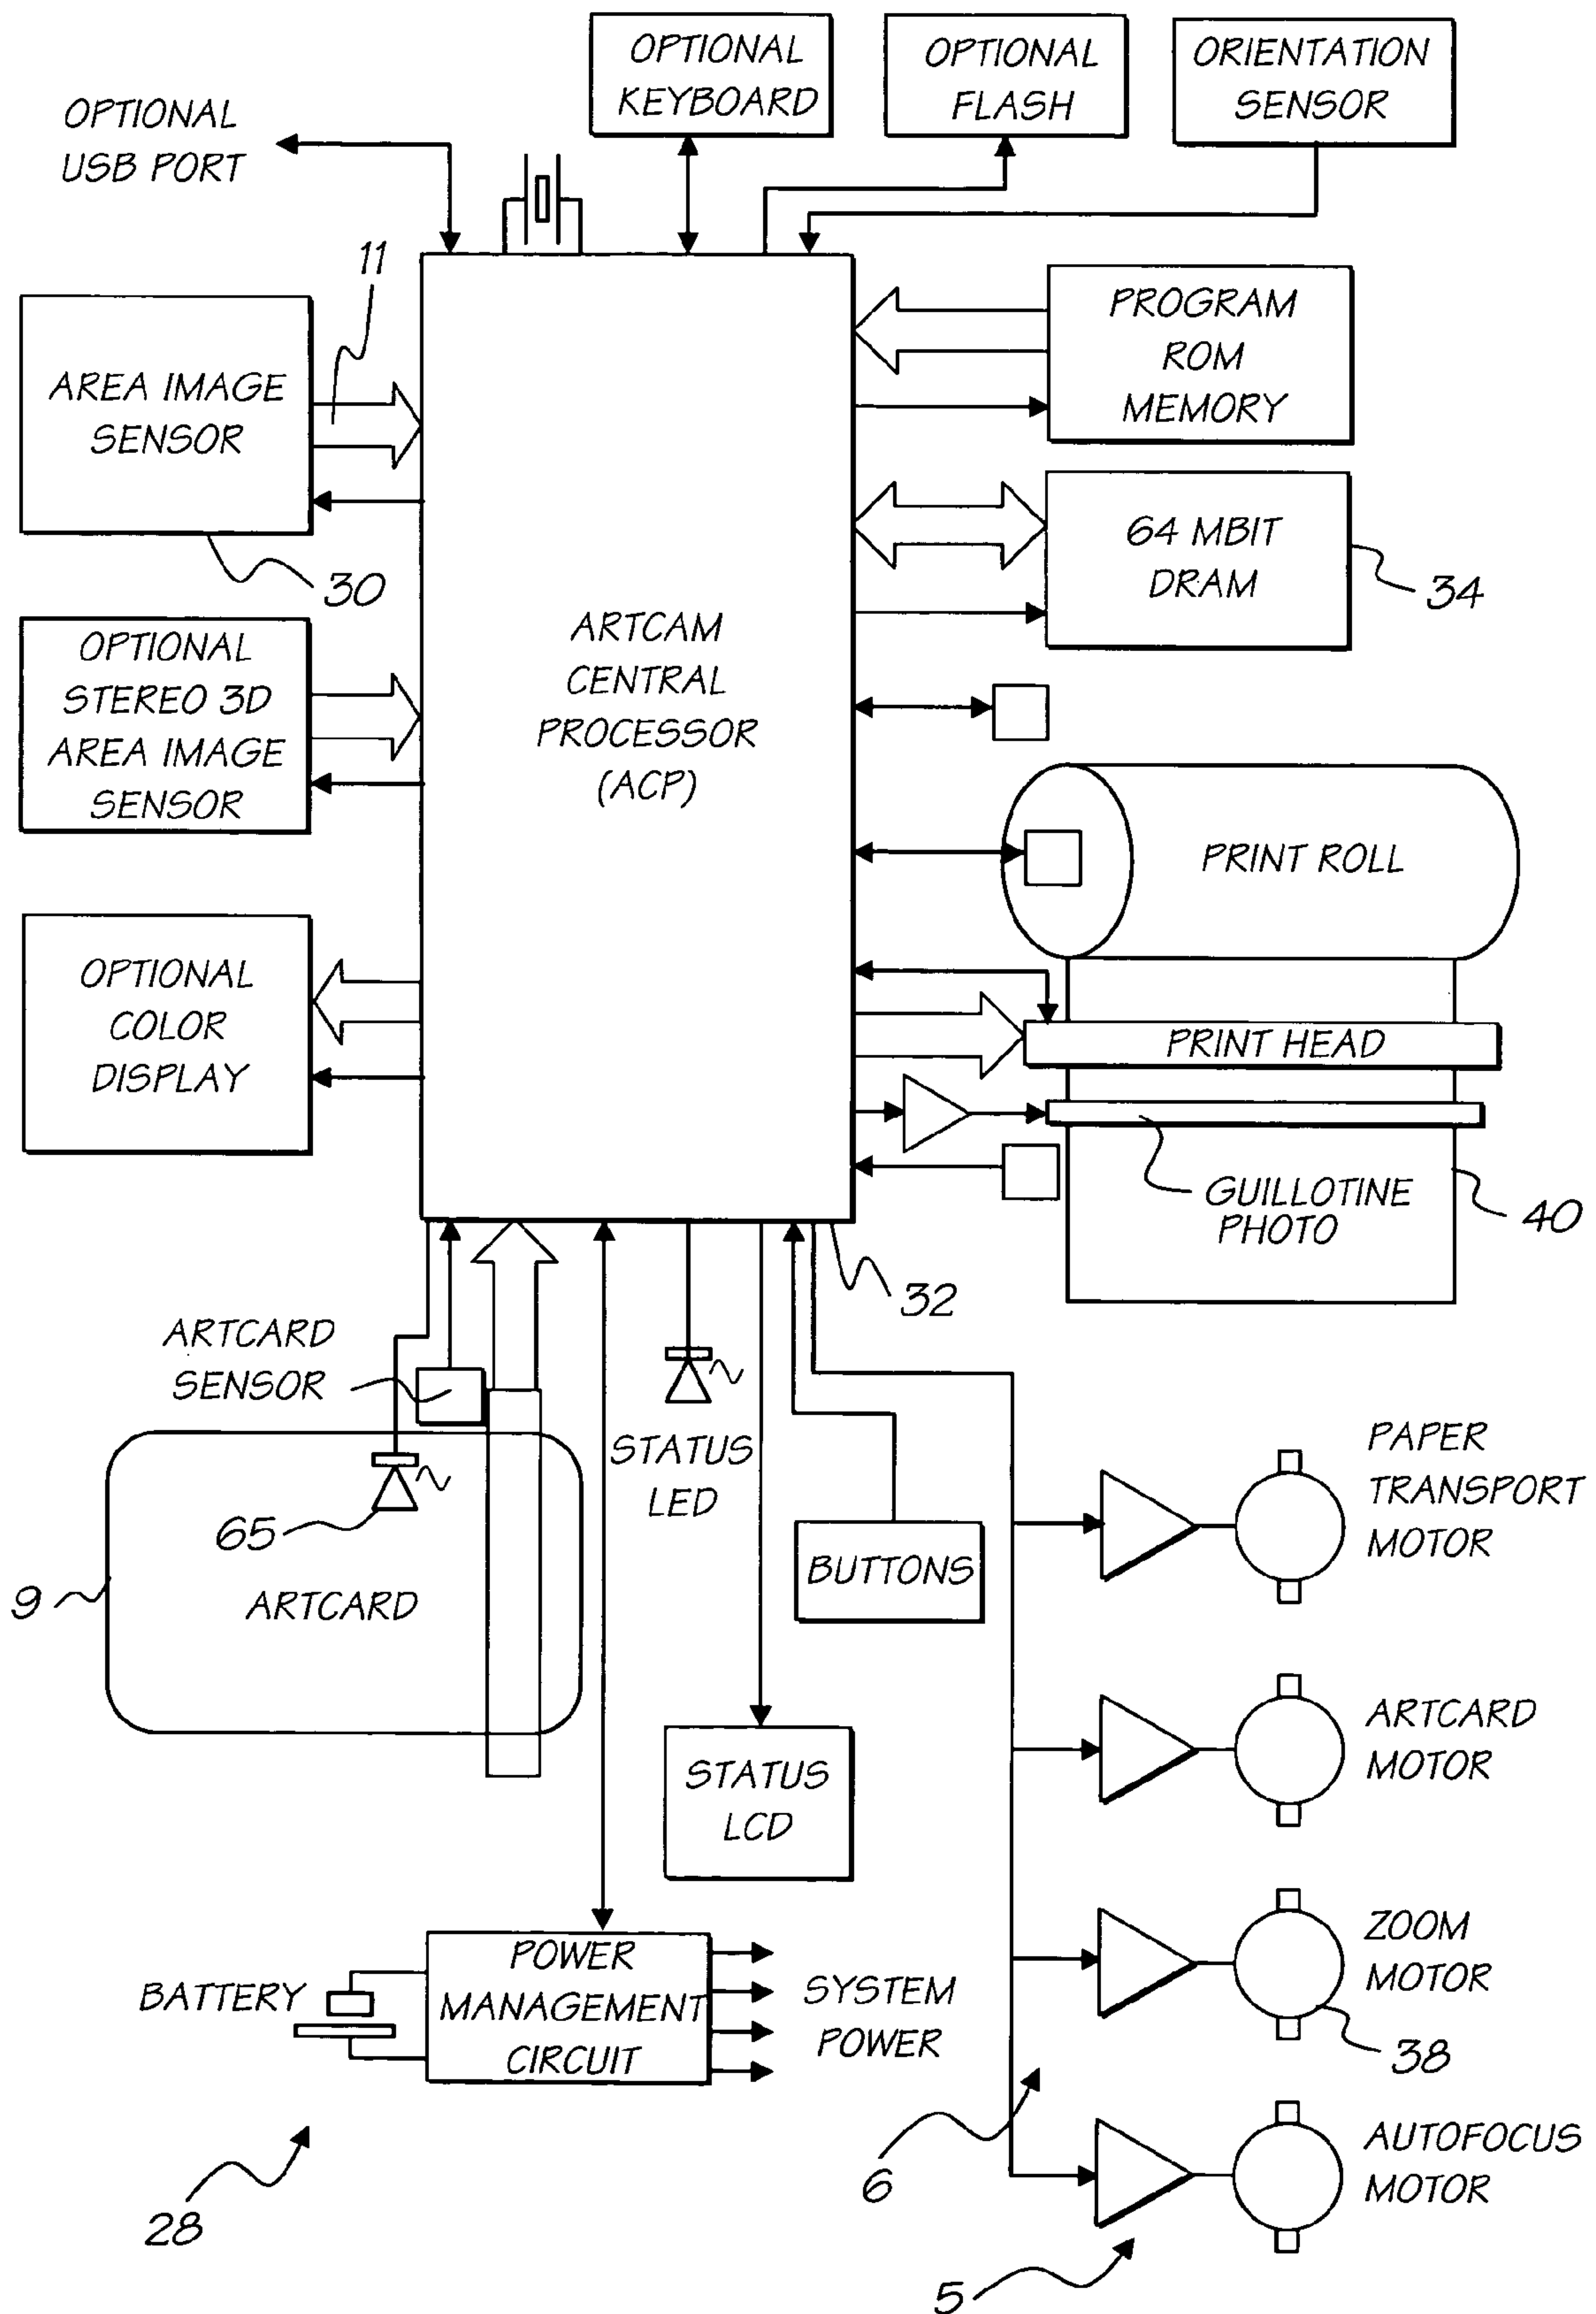 OPTIONAL
KEYBOARD
OPTIONAL
FLASH
ORIENTATION
SENSOR
OPTIONAL
USB PORT
11
AREA IMAGE
SENSOR
30
PROGRAM
ROM
MEMORY
64 MBIT
DRAM
34
OPTIONAL
STEREO 3D
AREA IMAGE
SENSOR
ARTCAM
CENTRAL
PROCESSOR
(ACP)
PRINT ROLL
OPTIONAL
COLOR
DISPLAY
PRINT HEAD
GUILLOTINE
PHOTO
40
32
ARTCARD
SENSOR
STATUS
LED
65
9
ARTCARD
BUTTONS
PAPER
TRANSPORT
MOTOR
STATUS
LCD
ARTCARD
MOTOR
BATTERY
POWER
MANAGEMENT
CIRCUIT
SYSTEM
POWER
ZOOM
MOTOR
38
6
28
AUTOFOCUS
MOTOR
5